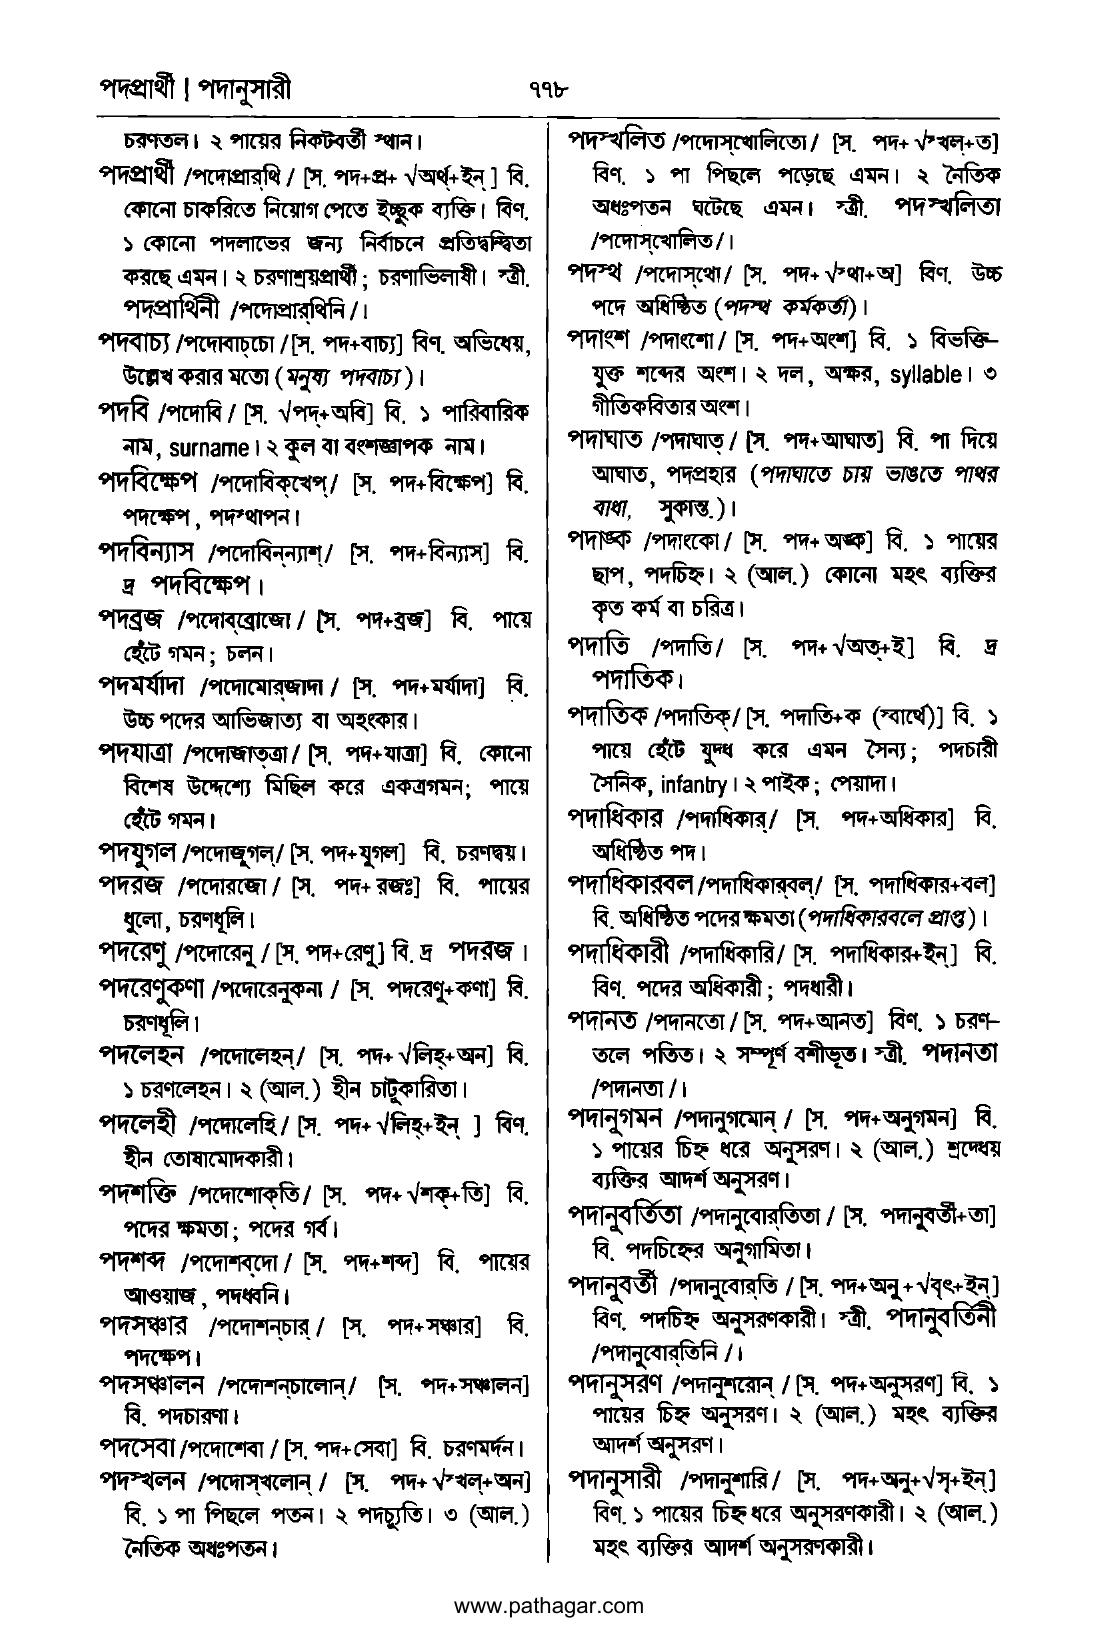 পদপ্রার্থী | পদানুসারী
৭৭৮
চরণতল। ২ পায়ের নিকটবর্তী স্থান।
পদপ্রার্থী /পদোপ্রার্‌থি/ [স. পদ+প্র+√অর্থ্+ইন্] বি.
কোনো চাকরিতে নিয়োগ পেতে ইচ্ছুক ব্যক্তি। বিণ.
১ কোনো পদলাভের জন্য নির্বাচনে প্রতিদ্বন্দ্বিতা
করছে এমন। ২ চরণাশ্রয়প্রার্থী; চরণাভিলাষী। স্ত্রী.
পদপ্রার্থিনী /পদোপ্রার্‌থিনি/।
পদবাচ্য /পদোবাচ্‌চো/ [স. পদ+বাচ্য] বিণ. অভিধেয়,
উল্লেখ করার মতো (মনুষ্য পদবাচ্য)।
পদবি /পদোবি/ [স. √পদ্+অবি] বি. ১ পারিবারিক
নাম, surname। ২ কুল বা বংশজ্ঞাপক নাম।
পদবিক্ষেপ /পদোবিক্‌খেপ্/ [স. পদ+বিক্ষেপ] বি.
পদক্ষেপ, পদস্থাপন।
পদবিন্যাস /পদোবিন্‌ন্যাশ্/ [স. পদ+বিন্যাস] বি.
দ্র পদবিক্ষেপ।
পদব্রজ /পদোব্‌ব্রোজো/ [স. পদ+ব্রজ] বি. পায়ে
হেঁটে গমন; চলন।
পদমর্যাদা /পদোমোর্‌জাদা/ [স. পদ+মর্যাদা] বি.
উচ্চ পদের আভিজাত্য বা অহংকার।
পদযাত্রা /পদোজাত্‌ত্রা/ [স. পদ+যাত্রা] বি. কোনো
বিশেষ উদ্দেশ্যে মিছিল করে একত্রগমন; পায়ে
হেঁটে গমন।
পদযুগল /পদোজুগল্/ [স. পদ+যুগল] বি. চরণদ্বয়।
পদরজ /পদোরজো/ [স. পদ+রজঃ] বি. পায়ের
ধুলো, চরণধূলি।
পদরেণু /পদোরেনু/ [স. পদ+রেণু] বি. দ্র পদরজ।
পদরেণুকণা /পদোরেনুকনা/ [স. পদরেণু+কণা] বি.
চরণধূলি।
পদলেহন /পদোলেহন্/ [স. পদ+√লিহ্+অন] বি.
১ চরণলেহন। ২ (আল.) হীন চাটুকারিতা।
পদলেহী /পদোলেহি/ [স. পদ+√লিহ্+ইন্] বিণ.
হীন তোষামোদকারী।
পদশক্তি /পদোশোক্‌তি/ [স. পদ+√শক্+তি] বি.
পদের ক্ষমতা; পদের গর্ব।
পদশব্দ /পদোশব্‌দো/ [স. পদ+শব্দ] বি. পায়ের
আওয়াজ, পদধ্বনি।
পদসঞ্চার /পদোশন্‌চার্/ [স. পদ+সঞ্চার] বি.
পদক্ষেপ।
পদসঞ্চালন /পদোশন্‌চালোন্/ [স. পদ+সঞ্চালন]
বি. পদচারণা।
পদসেবা /পদোশেবা/ [স. পদ+সেবা] বি. চরণমর্দন।
পদস্খলন /পদোস্‌খলোন্/ [স. পদ+√স্খল্+অন]
বি. ১ পা পিছলে পতন। ২ পদচ্যুতি। ৩ (আল.)
নৈতিক অধঃপতন।
পদস্খলিত /পদোস্‌খোলিতো/ [স. পদ+√স্খল্+ত]
বিণ. ১ পা পিছলে পড়েছে এমন। ২ নৈতিক
অধঃপতন ঘটেছে এমন। স্ত্রী. পদস্খলিতা
/পদোস্‌খোলিতা/।
পদস্থ /পদোস্‌থো/ [স. পদ+√স্থা+অ] বিণ. উচ্চ
পদে অধিষ্ঠিত (পদস্থ কর্মকর্তা)।
পদাংশ /পদাংশো/ [স. পদ+অংশ] বি. ১ বিভক্তি-
যুক্ত শব্দের অংশ। ২ দল, অক্ষর, syllable। ৩
গীতিকবিতার অংশ।
পদাঘাত /পদাঘাত্/ [স. পদ+আঘাত] বি. পা দিয়ে
আঘাত, পদপ্রহার (পদাঘাতে চায় ভাঙতে পাথর
বাধা, সুকান্ত.)।
পদাঙ্ক /পদাংকো/ [স. পদ+অঙ্ক] বি. ১ পায়ের
ছাপ, পদচিহ্ন। ২ (আল.) কোনো মহৎ ব্যক্তির
কৃত কর্ম বা চরিত্র।
পদাতি /পদাতি/ [স. পদ+√অত্+ই] বি. দ্র
পদাতিক।
পদাতিক /পদাতিক্/ [স. পদাতি+ক (স্বার্থে)] বি. ১
পায়ে হেঁটে যুদ্ধ করে এমন সৈন্য; পদচারী
সৈনিক, infantry। ২ পাইক; পেয়াদা।
পদাধিকার /পদাধিকার্/ [স. পদ+অধিকার] বি.
অধিষ্ঠিত পদ।
পদাধিকারবল /পদাধিকার্‌বল্/ [স. পদাধিকার+বল]
বি. অধিষ্ঠিত পদের ক্ষমতা (পদাধিকারবলে প্রাপ্ত)।
পদাধিকারী /পদাধিকারি/ [স. পদাধিকার+ইন্] বি.
বিণ. পদের অধিকারী; পদধারী।
পদানত /পদানতো/ [স. পদ+আনত] বিণ. ১ চরণ-
তলে পতিত। ২ সম্পূর্ণ বশীভূত। স্ত্রী. পদানতা
/পদানতা/।
পদানুগমন /পদানুগমোন্/ [স. পদ+অনুগমন] বি.
১ পায়ের চিহ্ন ধরে অনুসরণ। ২ (আল.) শ্রদ্ধেয়
ব্যক্তির আদর্শ অনুসরণ।
পদানুবর্তিতা /পদানুবোর্‌তিতা/ [স. পদানুবর্তী+তা]
বি. পদচিহ্নের অনুগামিতা।
পদানুবর্তী /পদানুবোর্‌তি/ [স. পদ+অনু+√বৃৎ+ইন্]
বিণ. পদচিহ্ন অনুসরণকারী। স্ত্রী. পদানুবর্তিনী
/পদানুবোর্‌তিনি/।
পদানুসরণ /পদানুশরোন্/ [স. পদ+অনুসরণ] বি. ১
পায়ের চিহ্ন অনুসরণ। ২ (আল.) মহৎ ব্যক্তির
আদর্শ অনুসরণ।
পদানুসারী /পদানুশারি/ [স. পদ+অনু+√সৃ+ইন্]
বিণ. ১ পায়ের চিহ্ন ধরে অনুসরণকারী। ২ (আল.)
মহৎ ব্যক্তির আদর্শ অনুসরণকারী।
www.pathagar.com